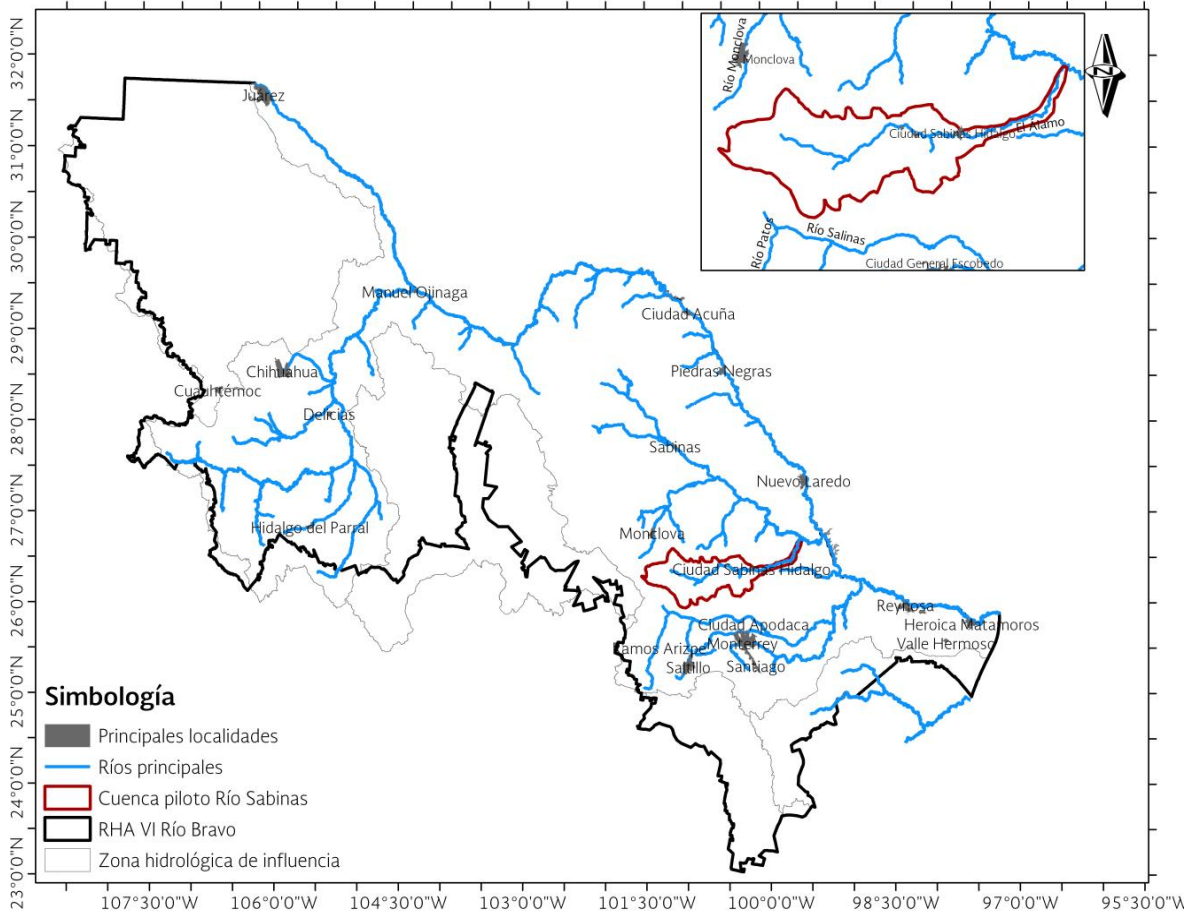 32°0'0"N
31°0'0"N
30°0'0"N
29°0'0"N
28°0'0"N
27°0'0"N
26°0'0"N
25°0'0"N
24°0'0"N
23°0'0"N
Río Monclova
Monclova
Ciudad Sabinas Hidalgo
El Álamo
Río Patos
Río Salinas
Ciudad General Escobedo
N
Juárez
Manuel Ojinaga
Ciudad Acuña
Chihuahua
Piedras Negras
Cuauhtémoc
Delicias
Sabinas
Nuevo Laredo
Hidalgo del Parral
Monclova
Ciudad Sabinas Hidalgo
Reynosa
Ciudad Apodaca
Heroica Matamoros
Ramos Arizpe
Monterrey
Valle Hermoso
Saltillo
Santiago
Simbología
Principales localidades
Ríos principales
Cuenca piloto Río Sabinas
RHA VI Río Bravo
Zona hidrológica de influencia
107°30'0"W
106°0'0"W
104°30'0"W
103°0'0"W
101°30'0"W
100°0'0"W
98°30'0"W
97°0'0"W
95°30'0"W